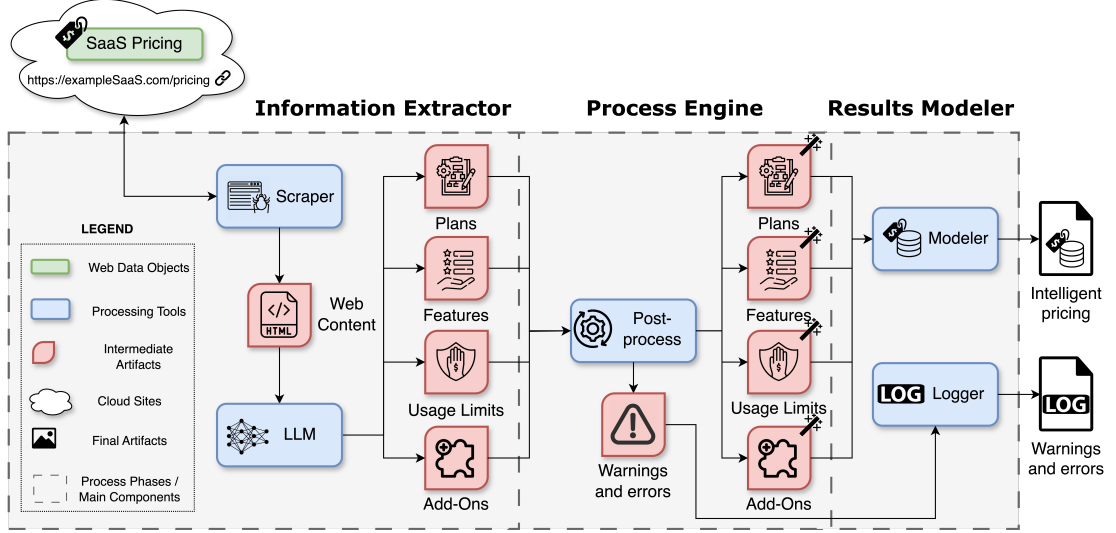 SaaS Pricing
https://exampleSaaS.com/pricing
Information Extractor
Process Engine
Results Modeler
Scraper
Web
Content
HTML
LLM
Plans
Features
Usage Limits
Add-Ons
Post-
process
Warnings
and errors
Plans
Features
Usage Limits
Add-Ons
Modeler
LOG
Logger
Intelligent
pricing
LOG
Warnings
and errors
LEGEND
Web Data Objects
Processing Tools
Intermediate
Artifacts
Cloud Sites
Final Artifacts
Process Phases /
Main Components